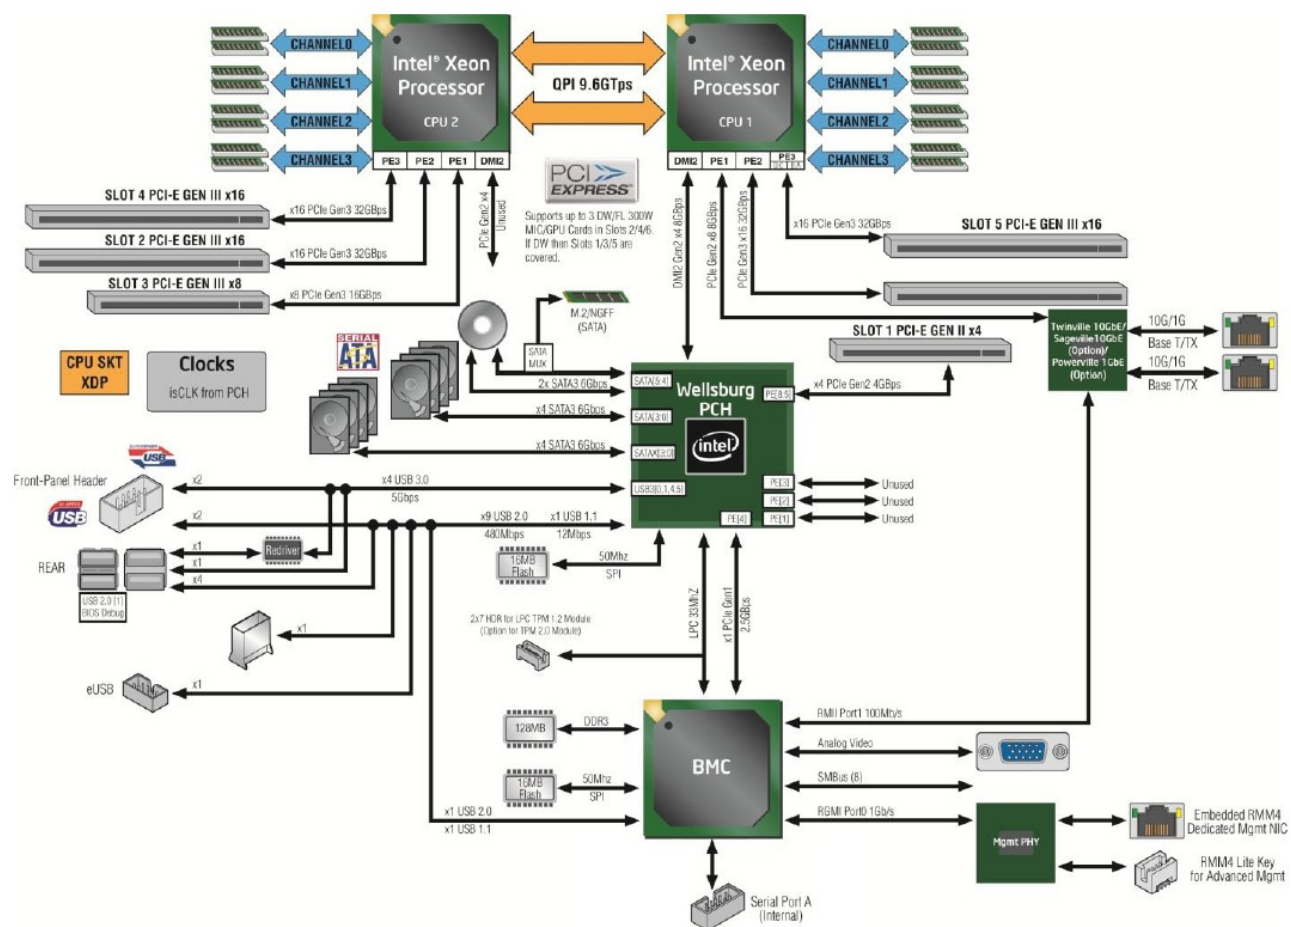 CHANNEL0
CHANNEL1
CHANNEL2
CHANNEL3
Intel® Xeon
Processor
CPU 2
PE3 PE2 PE1 DMI2
QPI 9.6GTps
Intel® Xeon
Processor
CPU 1
DMI2 PE1 PE2 PE3
CHANNEL0
CHANNEL1
CHANNEL2
CHANNEL3
PCI
EXPRESS™
Supports up to 3 DW/FL 300W
MIC/GPU Cards in Slots 2/4/6.
If DW then Slots 1/3/5 are
covered.
SLOT 4 PCI-E GEN III x16
x16 PCIe Gen3 32GBps
SLOT 2 PCI-E GEN III x16
x16 PCIe Gen3 32GBps
SLOT 3 PCI-E GEN III x8
x8 PCIe Gen3 16GBps
PCIe Gen2 x4
Unused
DMI2 Gen2 x4 8GBps
PCIe Gen2 x8 8GBps
PCIe Gen3 x16 32GBps
x16 PCIe Gen3 32GBps
SLOT 5 PCI-E GEN III x16
SLOT 1 PCI-E GEN II x4
x4 PCIe Gen2 4GBps
Twinville 10GbE/
Sageville10GbE
(Option)/
Powerville 1GbE
(Option)
10G/1G
Base T/TX
10G/1G
Base T/TX
M.2/NGFF
(SATA)
SATA
MUX
SERIAL
ATA
CPU SKT
XDP
Clocks
isCLK from PCH
2x SATA3 6Gbps
x4 SATA3 6Gbps
x4 SATA3 6Gbps
Wellsburg
PCH
intel
SATA[5:4]
SATA[3:0]
SATAX[3:0]
USB3[0,1,4,5]
PE[8:5]
PE[3]
PE[2]
PE[1]
PE[4]
Unused
Unused
Unused
Front-Panel Header
USB
USB
x2
x4 USB 3.0
5Gbps
x2
x9 USB 2.0
480Mbps
x1 USB 1.1
12Mbps
REAR
x1
Redriver
x1
x4
USB 2.0 [1]
BIOS Debug
x1
eUSB
x1
16MB
Flash
50Mhz
SPI
2x7 HDR for LPC TPM 1.2 Module
(Option for TPM 2.0 Module)
LPC 33MhZ
x1 PCIe Gen1
2.5GBps
128MB
DDR3
16MB
Flash
50Mhz
SPI
x1 USB 2.0
x1 USB 1.1
BMC
RMII Port1 100Mb/s
Analog Video
SMBus (8)
RGMI Port0 1Gb/s
Mgmt PHY
Embedded RMM4
Dedicated Mgmt NIC
RMM4 Lite Key
for Advanced Mgmt
Serial Port A
(Internal)